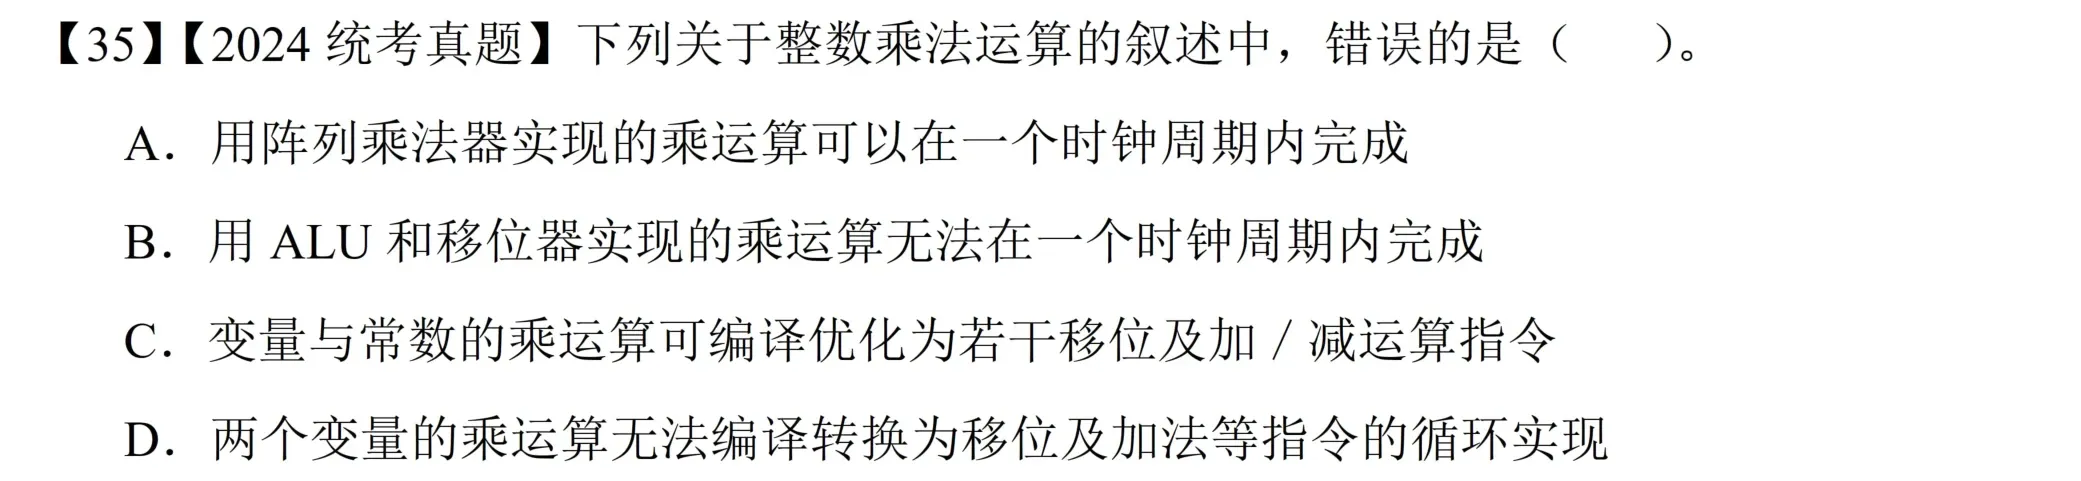 【35】【2024 统考真题】下列关于整数乘法运算的叙述中，错误的是（　　）。
A．用阵列乘法器实现的乘运算可以在一个时钟周期内完成
B．用 ALU 和移位器实现的乘运算无法在一个时钟周期内完成
C．变量与常数的乘运算可编译优化为若干移位及加／减运算指令
D．两个变量的乘运算无法编译转换为移位及加法等指令的循环实现